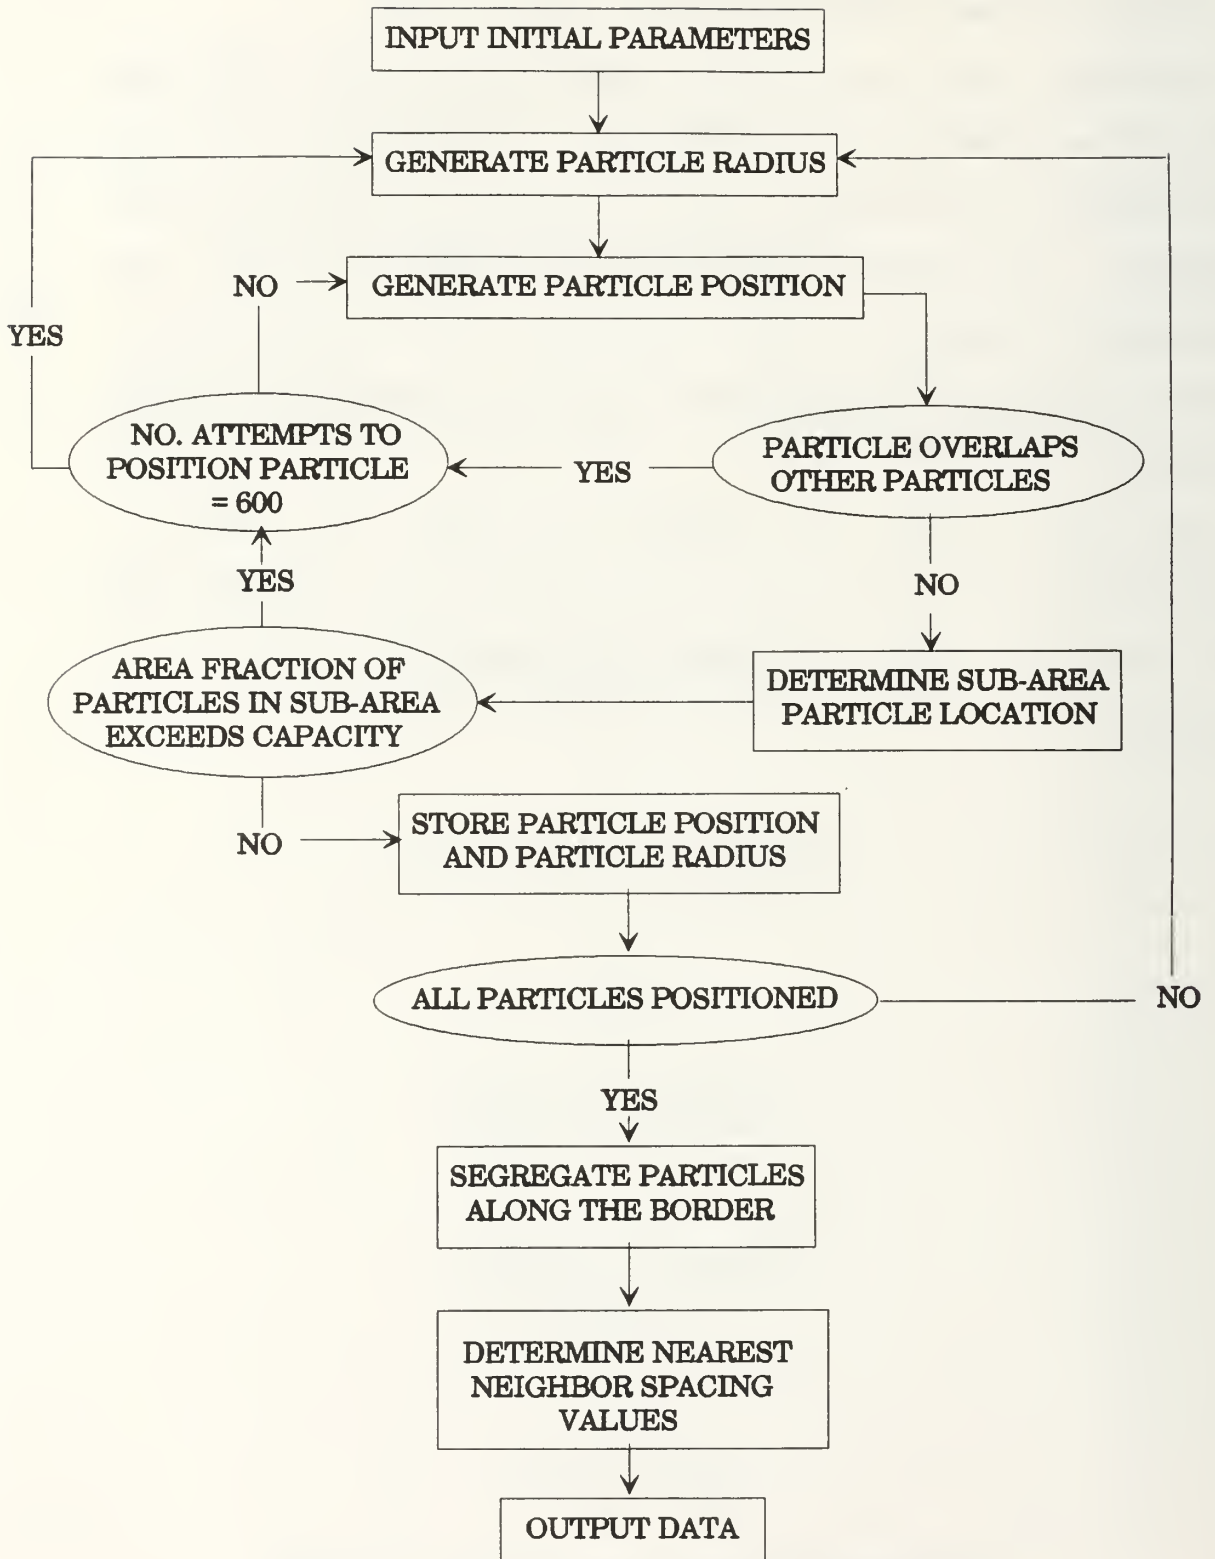 INPUT INITIAL PARAMETERS
GENERATE PARTICLE RADIUS
NO
GENERATE PARTICLE POSITION
YES
NO. ATTEMPTS TO
POSITION PARTICLE
= 600
YES
PARTICLE OVERLAPS
OTHER PARTICLES
YES
NO
AREA FRACTION OF
PARTICLES IN SUB-AREA
EXCEEDS CAPACITY
DETERMINE SUB-AREA
PARTICLE LOCATION
NO
STORE PARTICLE POSITION
AND PARTICLE RADIUS
ALL PARTICLES POSITIONED
NO
YES
SEGREGATE PARTICLES
ALONG THE BORDER
DETERMINE NEAREST
NEIGHBOR SPACING
VALUES
OUTPUT DATA